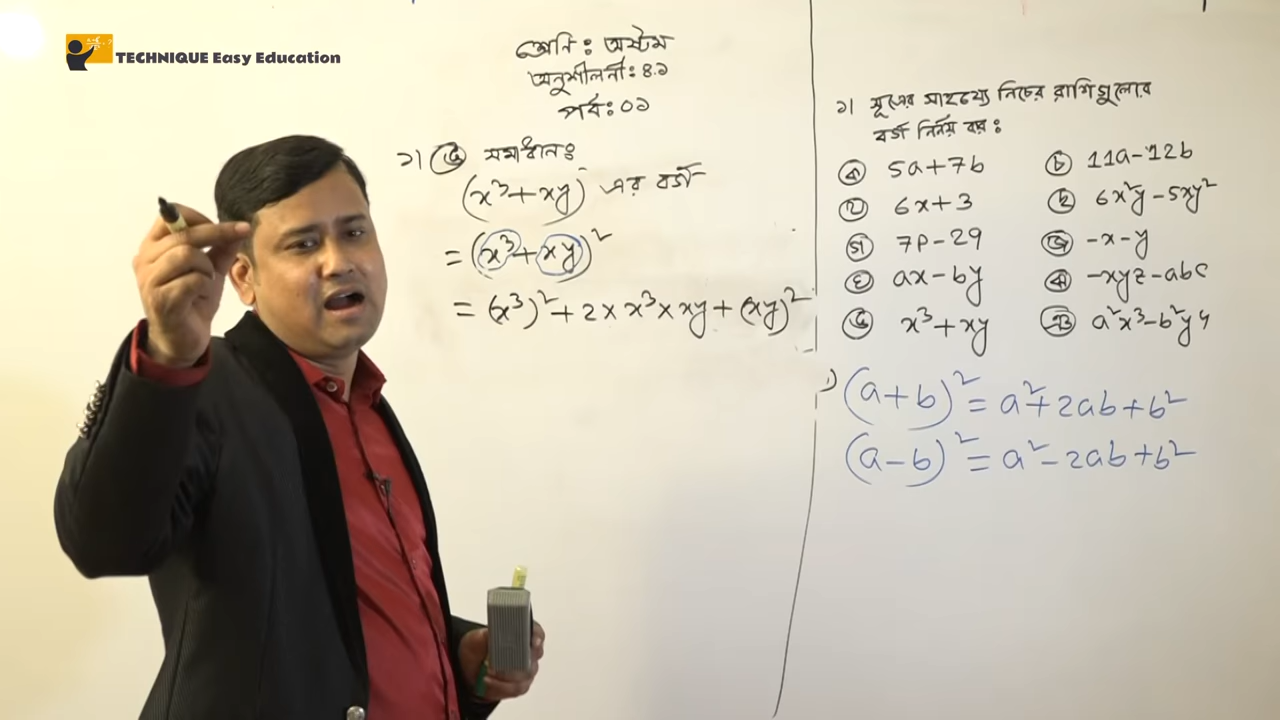 TECHNIQUE Easy Education
শ্রেনি : অষ্টম
অনুশীলনী: ৪.১
পর্ব: ০১
১) ঙ সমাধানঃ
(x³+xy) এর বর্গ
= (x³+xy)²
= (x³)²+2×x³×xy+(xy)²
১। সূত্রের সাহায্যে নিচের রাশিগুলোর
বর্গ নির্নয় কর :
ক 5a+7b
খ 6x+3
গ 7p-29
ঘ ax-by
ঙ x³+xy
চ 11a-12b
ছ 6x²y-5xy²
জ -x-y
ঝ -xyz-abc
ঞ a²x³-b²y4
১) (a+b)² = a²+2ab+b²
(a-b)² = a²-2ab+b²